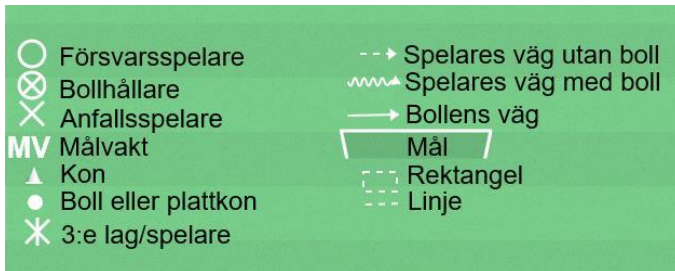 Försvarsspelare
Bollhållare
Anfallsspelare
MV Målvakt
Kon
Boll eller plattkon
3:e lag/spelare
Spelares väg utan boll
Spelares väg med boll
Bollens väg
Mål
Rektangel
Linje